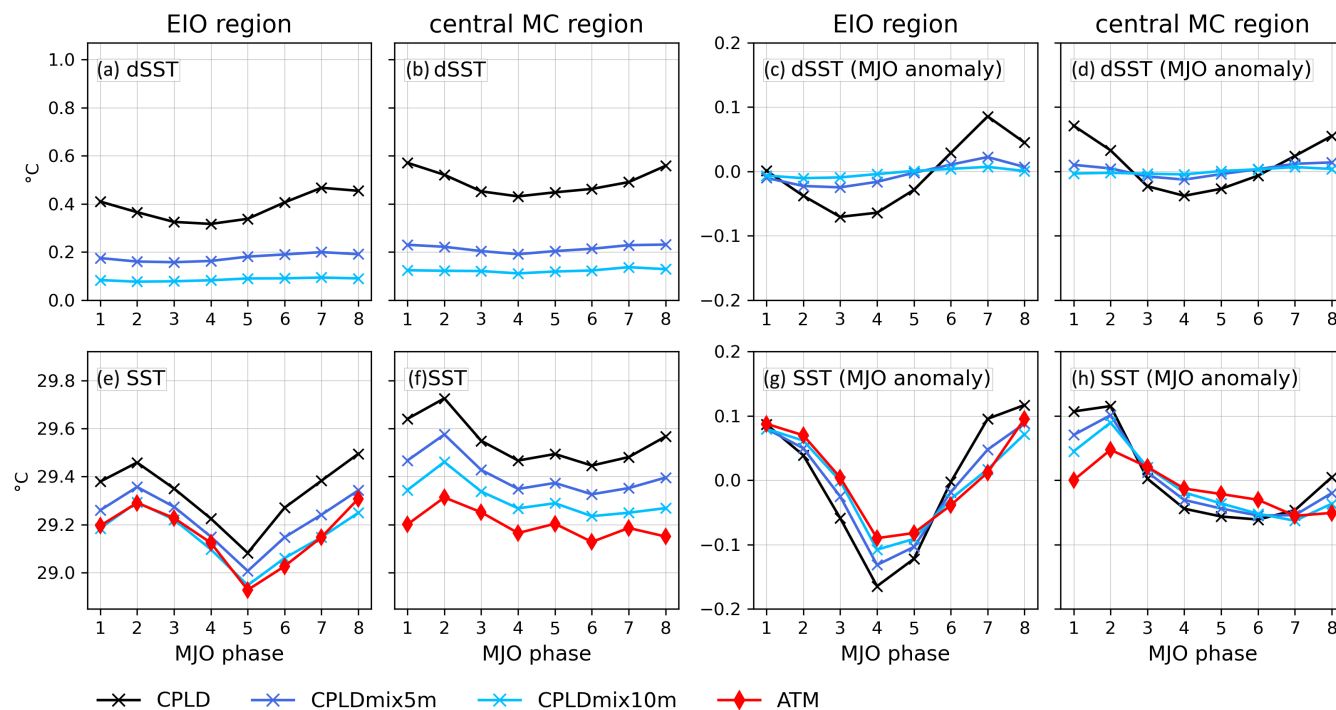 EIO region
central MC region
EIO region
central MC region
(a) dSST
(b) dSST
(c) dSST (MJO anomaly)
(d) dSST (MJO anomaly)
°C
1.0
0.8
0.6
0.4
0.2
0.0
0.2
0.1
0.0
−0.1
−0.2
1 2 3 4 5 6 7 8
1 2 3 4 5 6 7 8
1 2 3 4 5 6 7 8
1 2 3 4 5 6 7 8
(e) SST
(f)SST
(g) SST (MJO anomaly)
(h) SST (MJO anomaly)
°C
29.8
29.6
29.4
29.2
29.0
0.2
0.1
0.0
−0.1
−0.2
1 2 3 4 5 6 7 8
1 2 3 4 5 6 7 8
1 2 3 4 5 6 7 8
1 2 3 4 5 6 7 8
MJO phase
MJO phase
MJO phase
MJO phase
CPLD
CPLDmix5m
CPLDmix10m
ATM